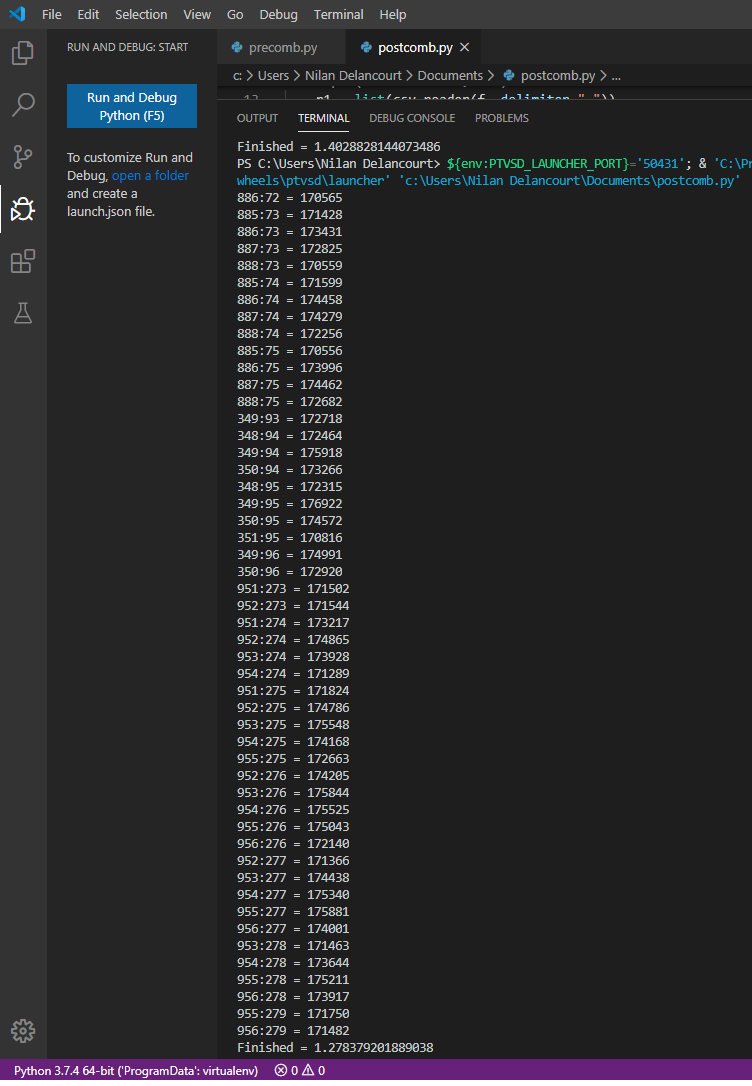 File Edit Selection View Go Debug Terminal Help
RUN AND DEBUG: START
precomb.py
postcomb.py
c: > Users > Nilan Delancourt > Documents > postcomb.py > ...
Run and Debug
Python (F5)
To customize Run and
Debug, open a folder
and create a
launch.json file.
OUTPUT TERMINAL DEBUG CONSOLE PROBLEMS
Finished = 1.4028828144073486
PS C:\Users\Nilan Delancourt> ${env:PTVSD_LAUNCHER_PORT}='50431'; & 'C:\Pr
wheels\ptvsd\launcher' 'c:\Users\Nilan Delancourt\Documents\postcomb.py'
886:72 = 170565
885:73 = 171428
886:73 = 173431
887:73 = 172825
888:73 = 170559
885:74 = 171599
886:74 = 174458
887:74 = 174279
888:74 = 172256
885:75 = 170556
886:75 = 173996
887:75 = 174462
888:75 = 172682
349:93 = 172718
348:94 = 172464
349:94 = 175918
350:94 = 173266
348:95 = 172315
349:95 = 176922
350:95 = 174572
351:95 = 170816
349:96 = 174991
350:96 = 172920
951:273 = 171502
952:273 = 171544
951:274 = 173217
952:274 = 174865
953:274 = 173928
954:274 = 171289
951:275 = 171824
952:275 = 174786
953:275 = 175548
954:275 = 174168
955:275 = 172663
952:276 = 174205
953:276 = 175844
954:276 = 175525
955:276 = 175043
956:276 = 172140
952:277 = 171366
953:277 = 174438
954:277 = 175340
955:277 = 175881
956:277 = 174001
953:278 = 171463
954:278 = 173644
955:278 = 175211
956:278 = 173917
955:279 = 171750
956:279 = 171482
Finished = 1.278379201889038
Python 3.7.4 64-bit ('ProgramData': virtualenv) 0 0